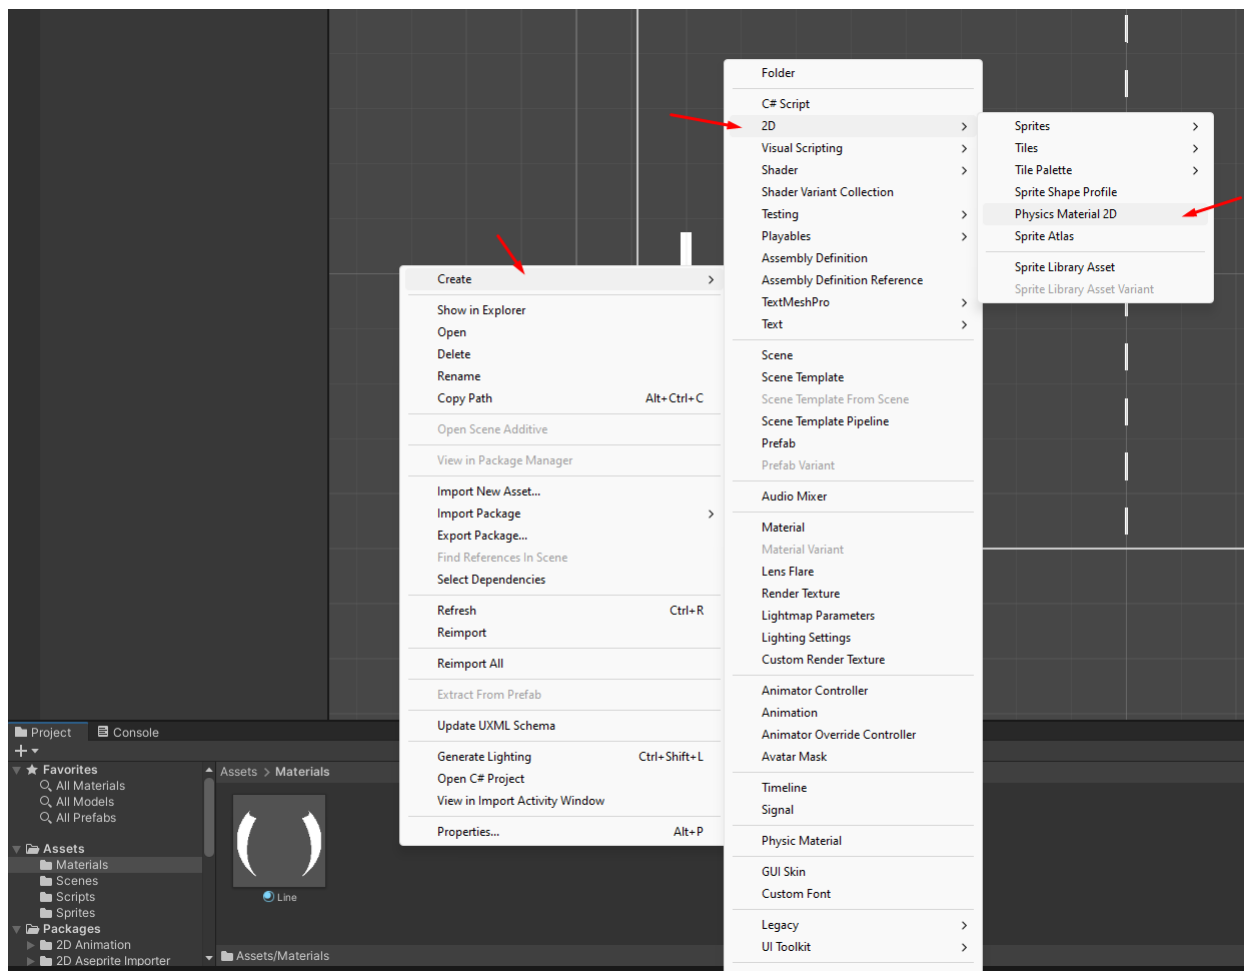 Folder
C# Script
2D
Visual Scripting
Shader
Shader Variant Collection
Testing
Playables
Assembly Definition
Assembly Definition Reference
TextMeshPro
Text
Scene
Scene Template
Scene Template From Scene
Scene Template Pipeline
Prefab
Prefab Variant
Audio Mixer
Material
Material Variant
Lens Flare
Render Texture
Lightmap Parameters
Lighting Settings
Custom Render Texture
Animator Controller
Animation
Animator Override Controller
Avatar Mask
Timeline
Signal
Physic Material
GUI Skin
Custom Font
Legacy
UI Toolkit
Sprites
Tiles
Tile Palette
Sprite Shape Profile
Physics Material 2D
Sprite Atlas
Sprite Library Asset
Sprite Library Asset Variant
Create
Show in Explorer
Open
Delete
Rename
Copy Path Alt+Ctrl+C
Open Scene Additive
View in Package Manager
Import New Asset...
Import Package
Export Package...
Find References In Scene
Select Dependencies
Refresh Ctrl+R
Reimport
Reimport All
Extract From Prefab
Update UXML Schema
Generate Lighting Ctrl+Shift+L
Open C# Project
View in Import Activity Window
Properties... Alt+P
Project Console
Favorites
All Materials
All Models
All Prefabs
Assets
Materials
Scenes
Scripts
Sprites
Packages
2D Animation
2D Aseprite Importer
Assets > Materials
Line
Assets/Materials